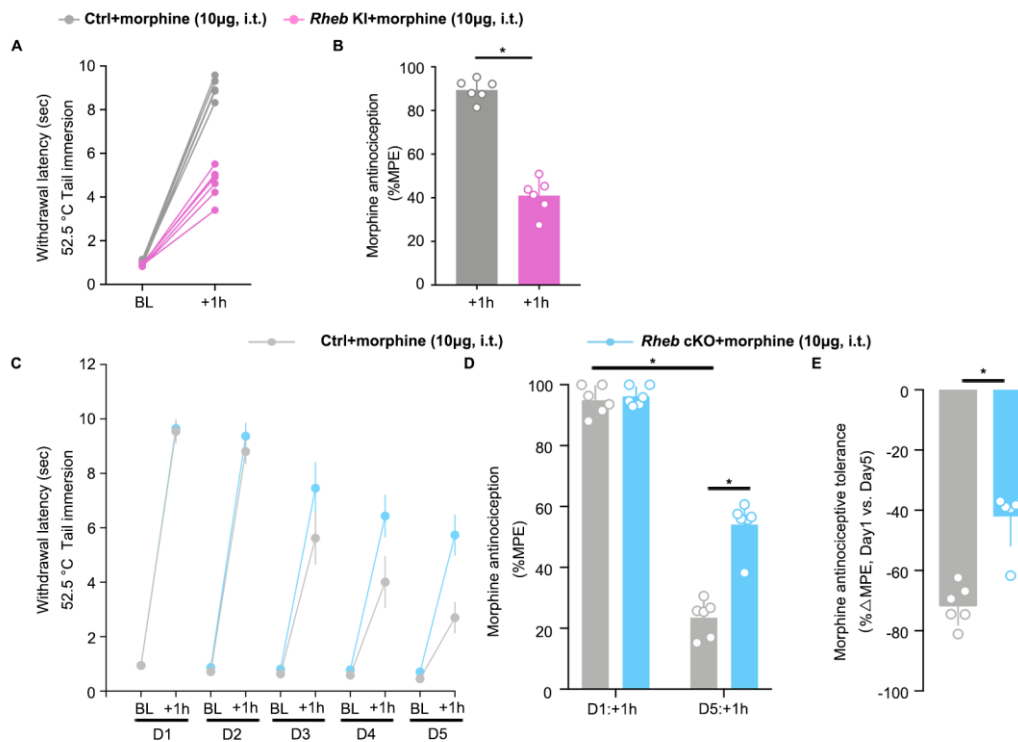 Ctrl+morphine (10μg, i.t.) Rheb KI+morphine (10μg, i.t.)
A
Withdrawal latency (sec)
52.5 °C Tail immersion
10
8
6
4
2
0
BL +1h
B
Morphine antinociception
(%MPE)
100
80
60
40
20
0
*
+1h +1h
Ctrl+morphine (10μg, i.t.) Rheb cKO+morphine (10μg, i.t.)
C
Withdrawal latency (sec)
52.5 °C Tail immersion
12
10
8
6
4
2
0
BL +1h BL +1h BL +1h BL +1h BL +1h
D1 D2 D3 D4 D5
D
Morphine antinociception
(%MPE)
100
80
60
40
20
0
*
*
D1:+1h D5:+1h
E
Morphine antinociceptive tolerance
(%△MPE, Day1 vs. Day5)
*
0
-20
-40
-60
-80
-100